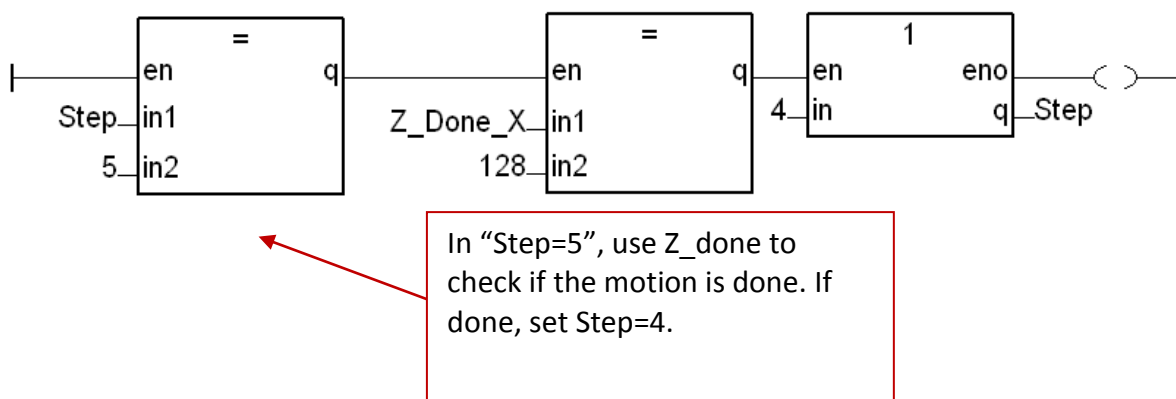 = = 1
en q en q en eno
Step in1 Z_Done_X in1 4 in q Step
5 in2 128 in2
In “Step=5”, use Z_done to
check if the motion is done. If
done, set Step=4.